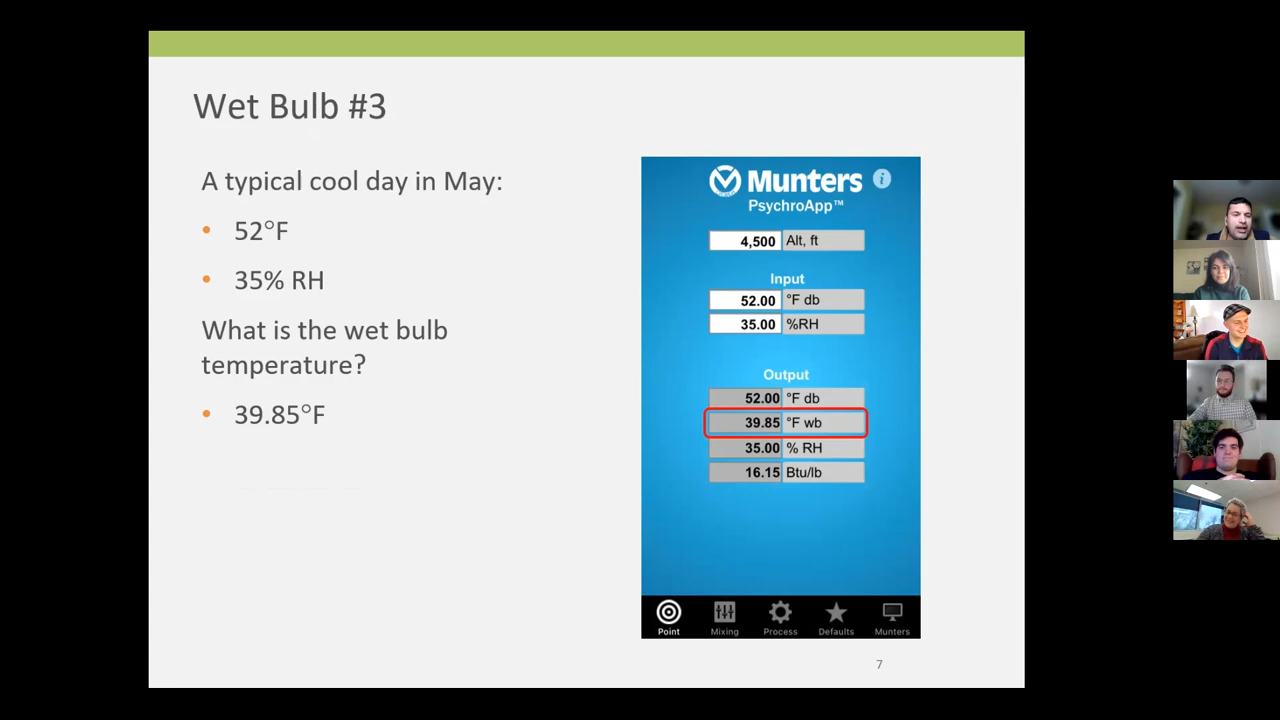 Wet Bulb #3
A typical cool day in May:
• 52°F
• 35% RH
What is the wet bulb
temperature?
• 39.85°F
Munters
PsychroApp™
i
4,500 Alt, ft
Input
52.00 °F db
35.00 %RH
Output
52.00 °F db
39.85 °F wb
35.00 % RH
16.15 Btu/lb
Point Mixing Process Defaults Munters
7